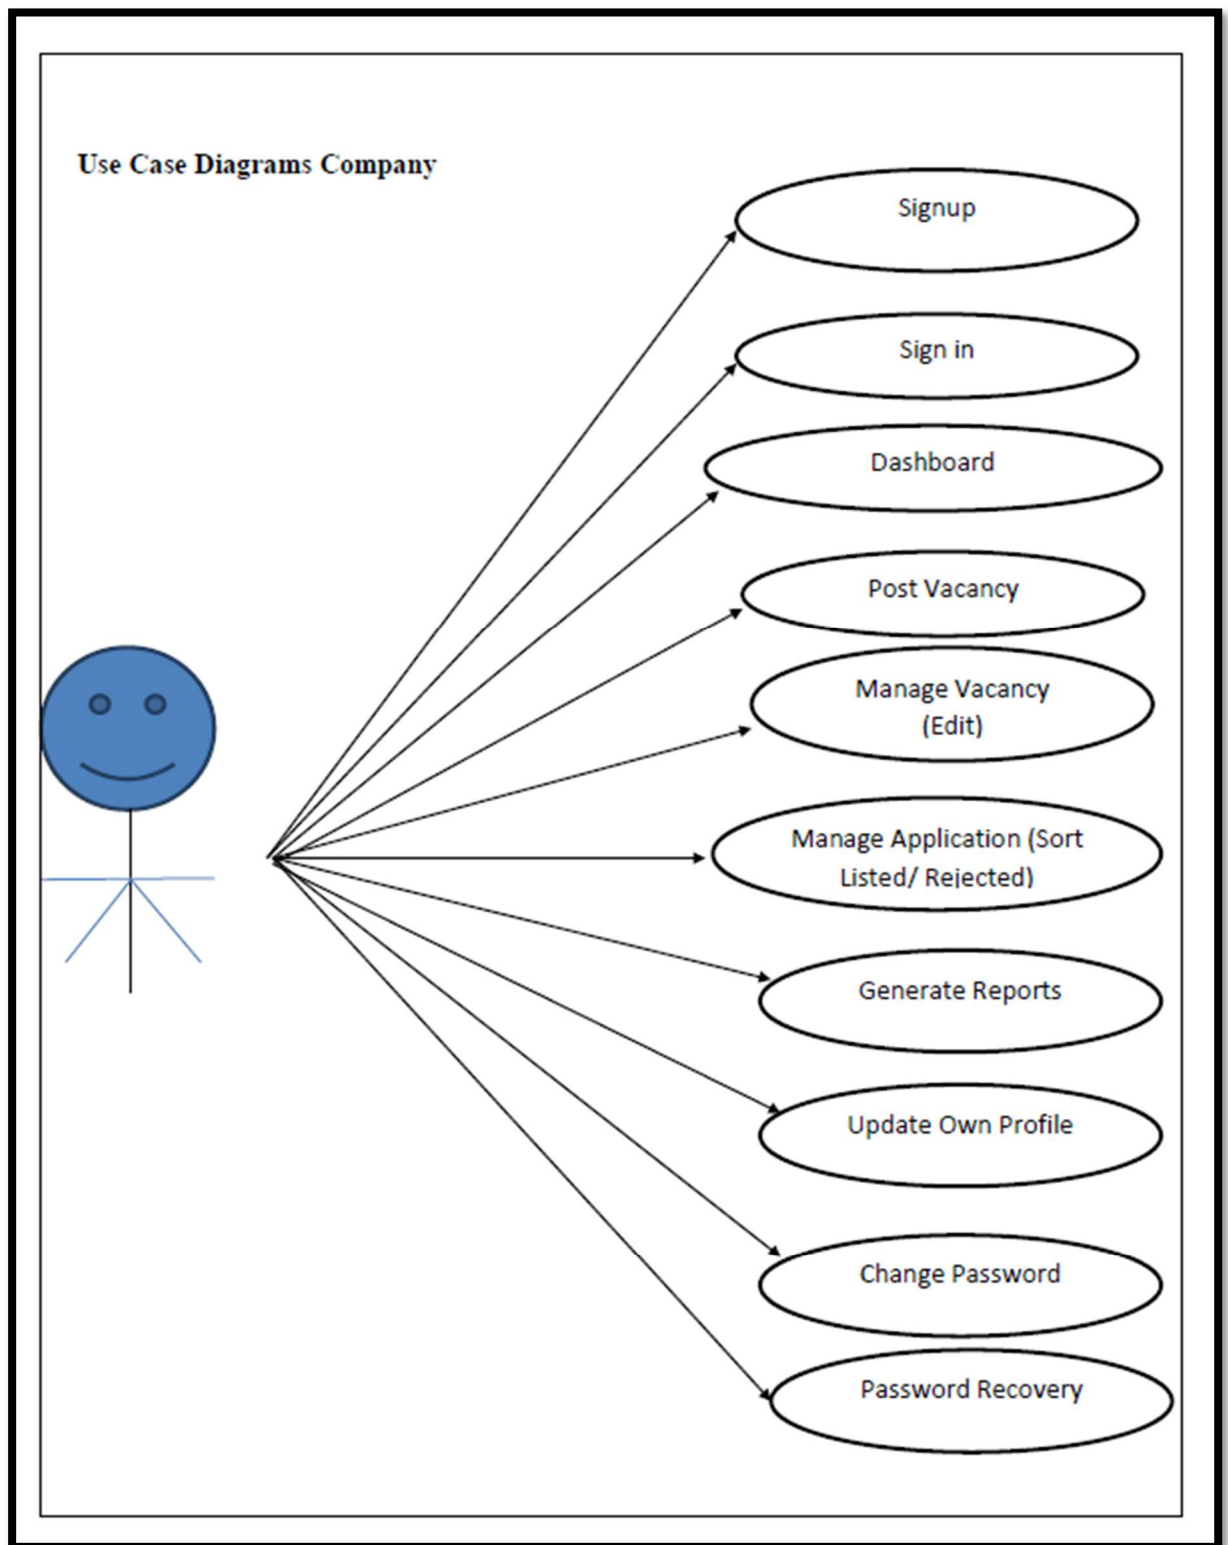 Use Case Diagrams Company
Signup
Sign in
Dashboard
Post Vacancy
Manage Vacancy
(Edit)
Manage Application (Sort
Listed/ Rejected)
Generate Reports
Update Own Profile
Change Password
Password Recovery